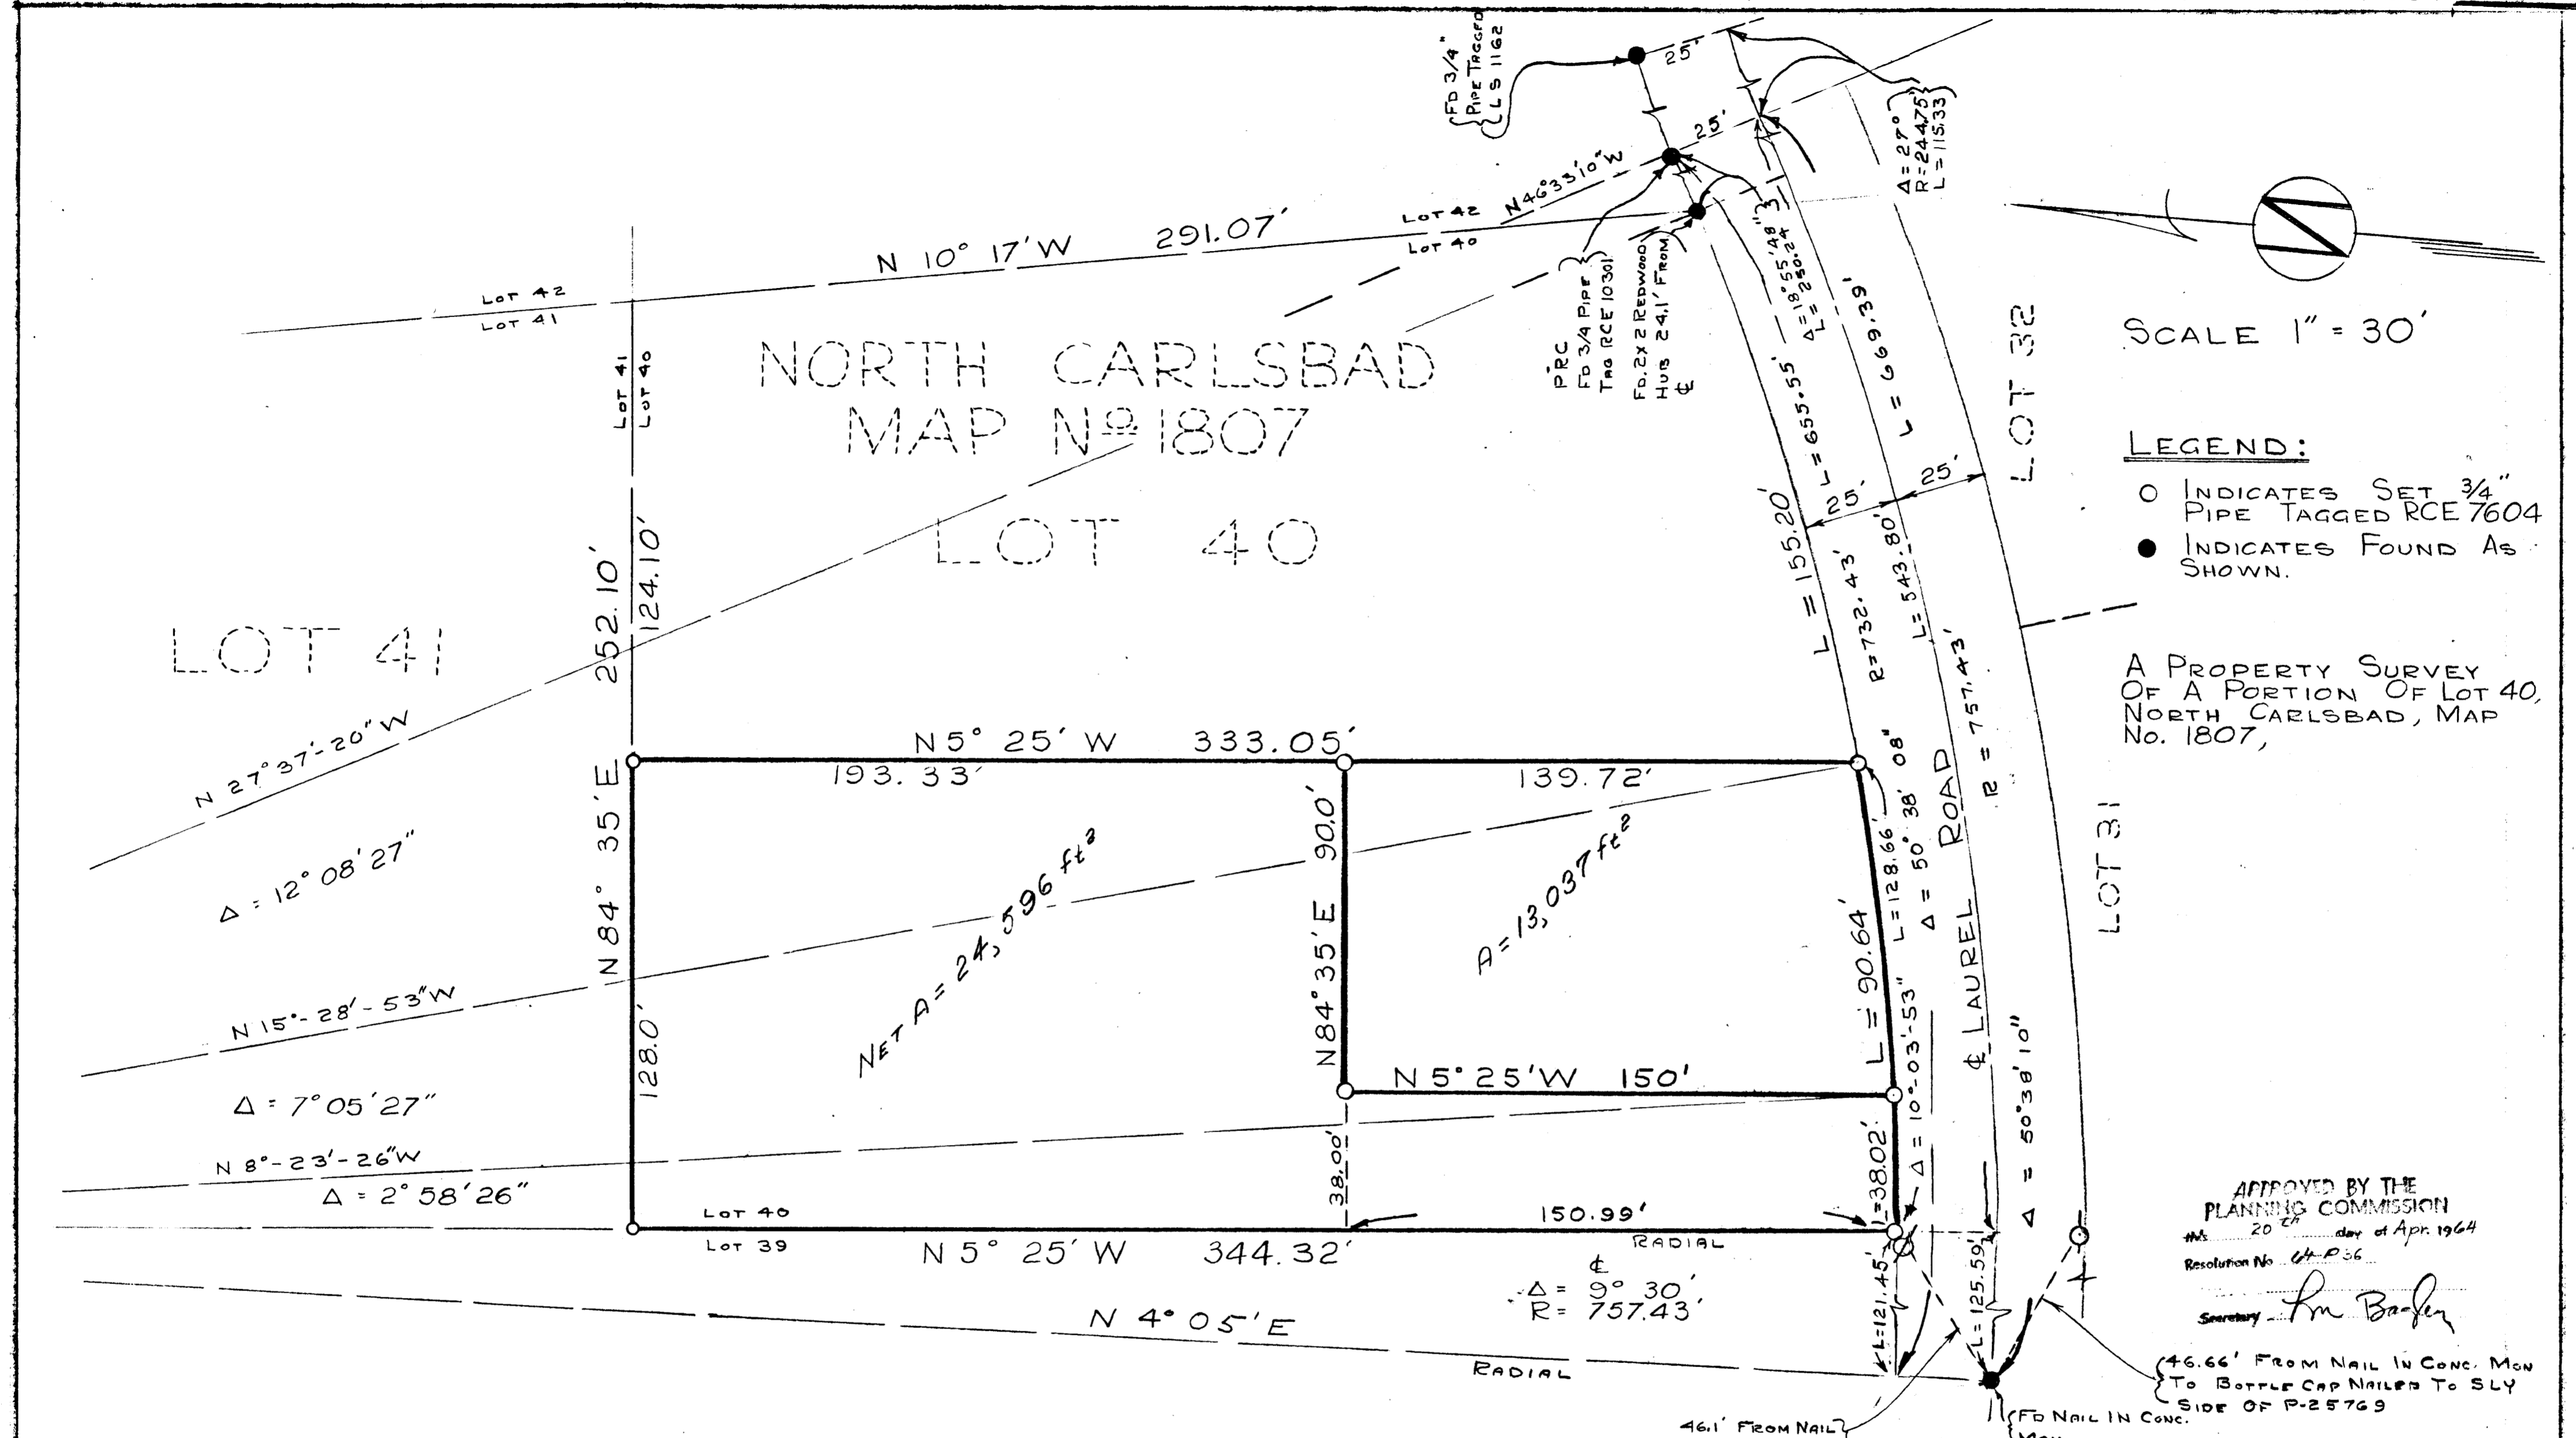 FD 3/4"
PIPE TAGGED
LS 1162
25'
25'
Δ = 27°
R = 244.75'
L = 115.33
N46°33'10"W
LOT 42
LOT 40
N 10° 17' W 291.07'
LOT 42
LOT 41
LOT 41
LOT 40
NORTH CARLSBAD
MAP Nº 1807
LOT 40
LOT 41
PRC
FD 3/4 PIPE
TAG RCE 10301
FD. 2x2 REDWOOD
HUB 24.1' FROM
℄
Δ = 18° 55' 48"
L = 250.24
L = 669.39'
L = 655.55'
L = 155.20'
25'
25'
R = 732.43'
L = 543.80'
LOT 32
SCALE 1" = 30'
LEGEND:
○ INDICATES SET 3/4"
PIPE TAGGED RCE 7604
● INDICATES FOUND AS
SHOWN.
A PROPERTY SURVEY
OF A PORTION OF LOT 40,
NORTH CARLSBAD, MAP
No. 1807,
252.10'
124.10'
N 27° 37'-20" W
Δ = 12° 08' 27"
N 84° 35' E
128.0'
N 15°-28'-53" W
Δ = 7° 05' 27"
N 8°-23'-26" W
Δ = 2° 58' 26"
N 5° 25' W 333.05'
193.33'
139.72'
NET A = 24,596 ft²
N84°35'E 90.0'
A = 13,037 ft²
N 5° 25' W 150'
38.00'
L = 90.64'
L = 128.66'
Δ = 50° 38' 08"
Δ = 10°-03'-53"
L=38.02'
℄ LAUREL ROAD
R = 757.43'
Δ = 50°38'10"
LOT 31
LOT 40
LOT 39
150.99'
RADIAL
N 5° 25' W 344.32'
℄
Δ = 9° 30'
R = 757.43'
N 4° 05' E
RADIAL
L=121.45'
L=125.59'
APPROVED BY THE
PLANNING COMMISSION
this 20th day of Apr. 1964
Resolution No 64-P36
Secretary
46.66' FROM NAIL IN CONC. MON
TO BOTTLE CAP NAILED TO SLY
SIDE OF P-25769
46.1' FROM NAIL
FD NAIL IN CONC.
MON